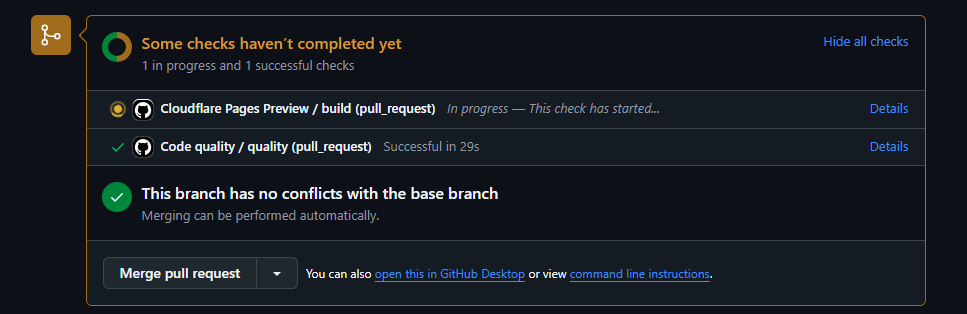 Some checks haven't completed yet
Hide all checks
1 in progress and 1 successful checks
Cloudflare Pages Preview / build (pull_request) In progress — This check has started... Details
Code quality / quality (pull_request) Successful in 29s Details
This branch has no conflicts with the base branch
Merging can be performed automatically.
Merge pull request You can also open this in GitHub Desktop or view command line instructions.